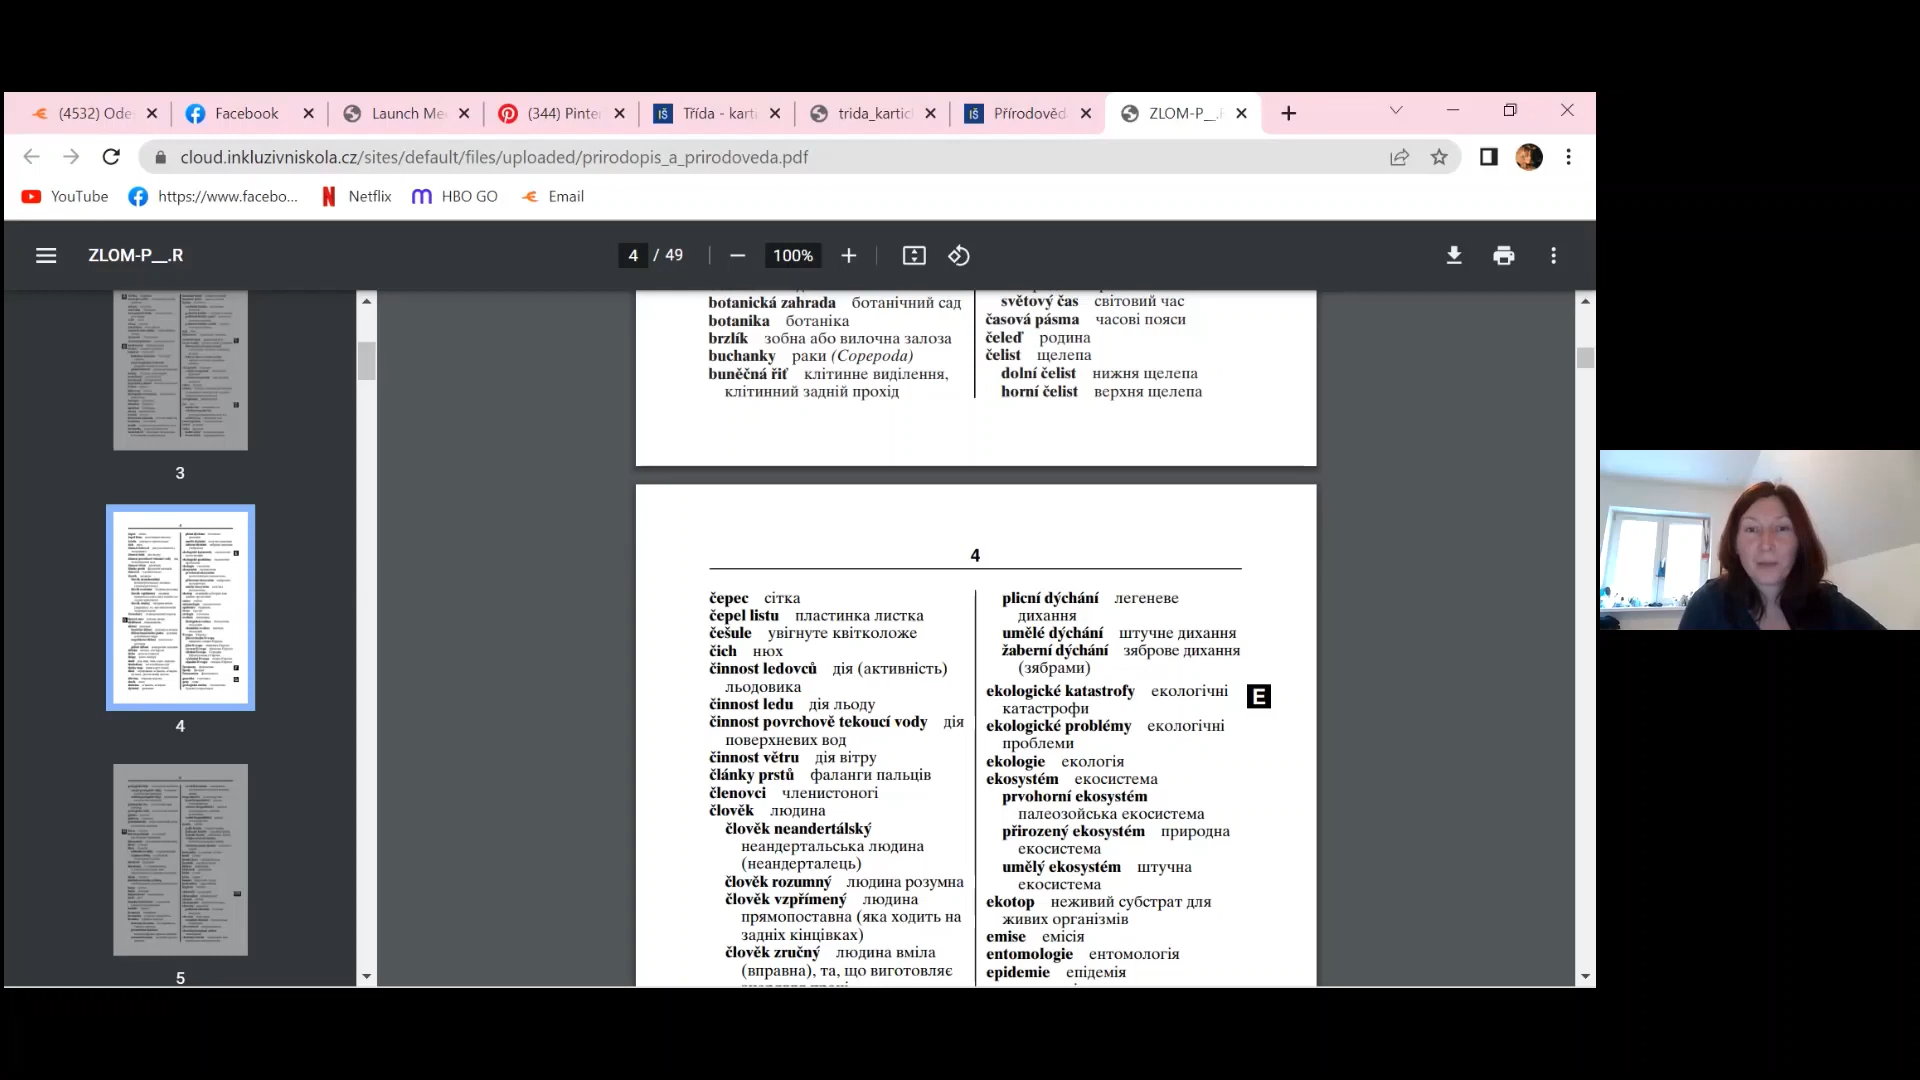 (4532) Ode
Facebook
Launch Me
(344) Pinte
Třída - kart
trida_kartic
Přírodověd
ZLOM-P__.
cloud.inkluzivniskola.cz/sites/default/files/uploaded/prirodopis_a_prirodoveda.pdf
YouTube
https://www.facebo...
Netflix
HBO GO
Email
ZLOM-P__.R
4 / 49
100%
3
4
5
botanická zahrada ботанічний сад
botanika ботаніка
brzlík зобна або вилочна залоза
buchanky раки (Copepoda)
buněčná řiť клітинне виділення,
клітинний задній прохід
světový čas світовий час
časová pásma часові пояси
čeleď родина
čelist щелепа
dolní čelist нижня щелепа
horní čelist верхня щелепа
4
čepec сітка
čepel listu пластинка листка
češule увігнуте квітколоже
čich нюх
činnost ledovců дія (активність)
льодовика
činnost ledu дія льоду
činnost povrchově tekoucí vody дія
поверхневих вод
činnost větru дія вітру
články prstů фаланги пальців
členovci членистоногі
člověk людина
člověk neandertálský
неандертальська людина
(неандерталець)
člověk rozumný людина розумна
člověk vzpřímený людина
прямопоставна (яка ходить на
задніх кінцівках)
člověk zručný людина вміла
(вправна), та, що виготовляє
plicní dýchání легеневе
дихання
umělé dýchání штучне дихання
žaberní dýchání зяброве дихання
(зябрами)
ekologické katastrofy екологічні
катастрофи
E
ekologické problémy екологічні
проблеми
ekologie екологія
ekosystém екосистема
prvohorní ekosystém
палеозойська екосистема
přirozený ekosystém природна
екосистема
umělý ekosystém штучна
екосистема
ekotop неживий субстрат для
живих організмів
emise емісія
entomologie ентомологія
epidemie епідемія